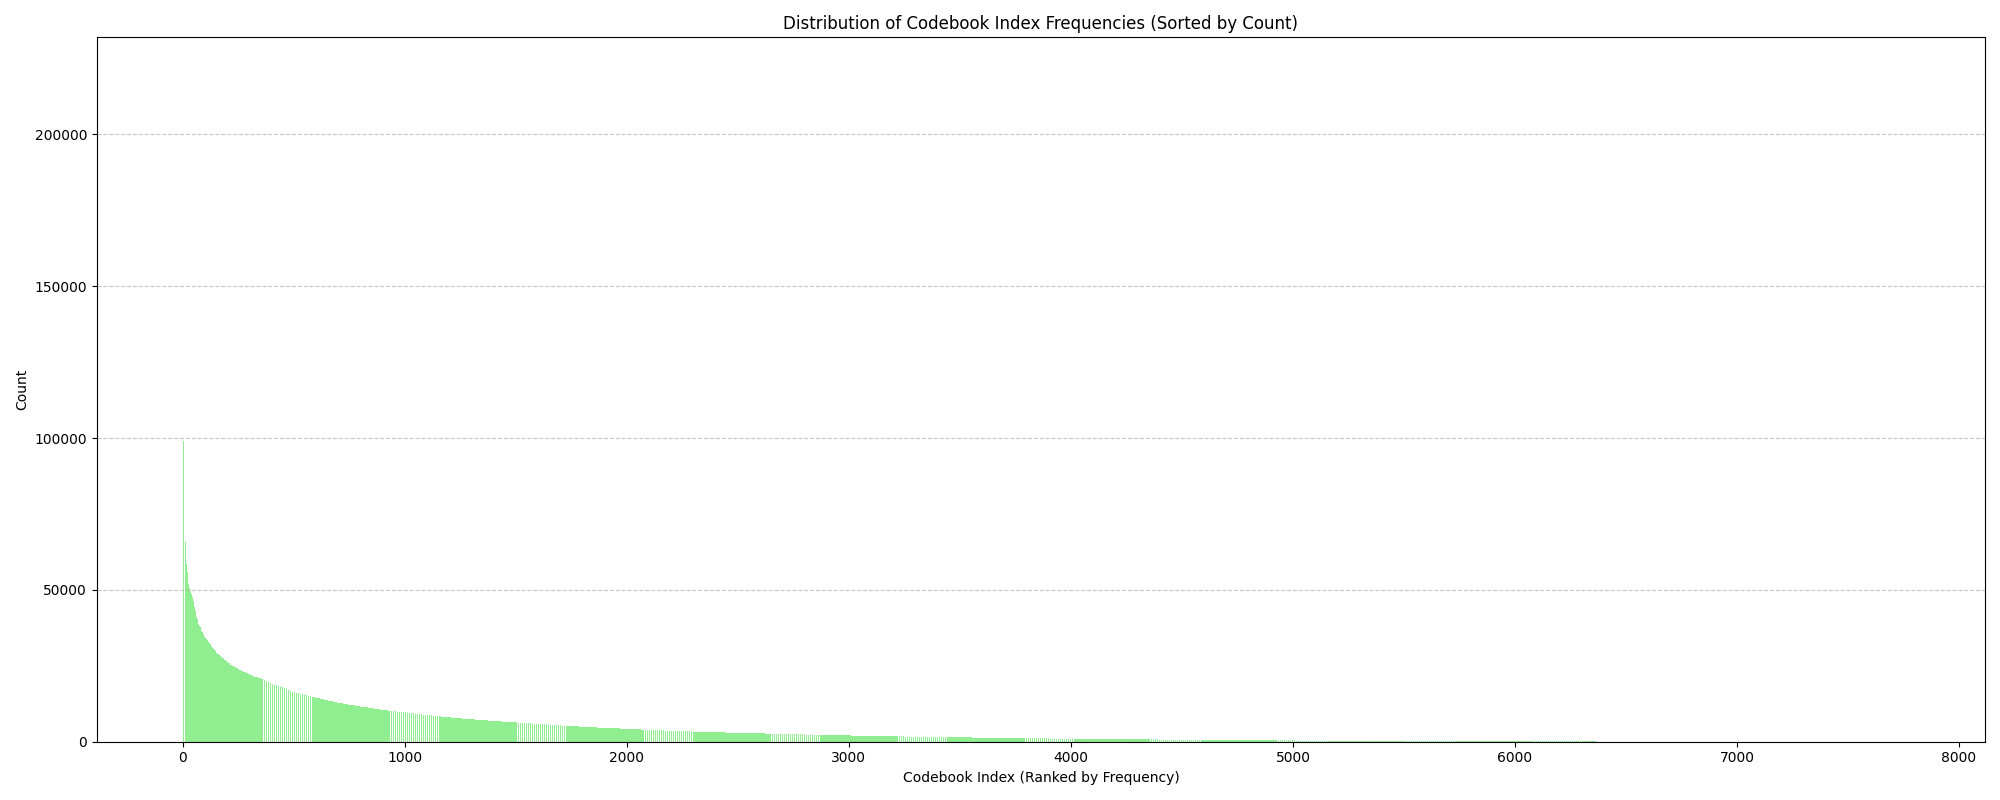 Distribution of Codebook Index Frequencies (Sorted by Count)
200000
150000
100000
50000
0
Count
0 1000 2000 3000 4000 5000 6000 7000 8000
Codebook Index (Ranked by Frequency)